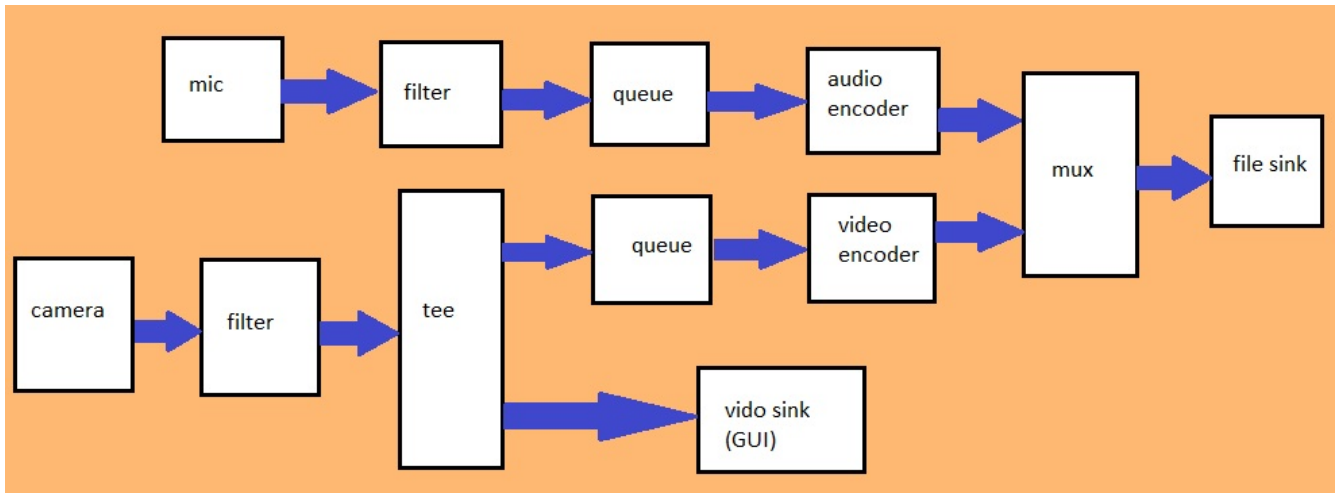 mic
filter
queue
audio
encoder
mux
file sink
camera
filter
tee
queue
video
encoder
vido sink
(GUI)